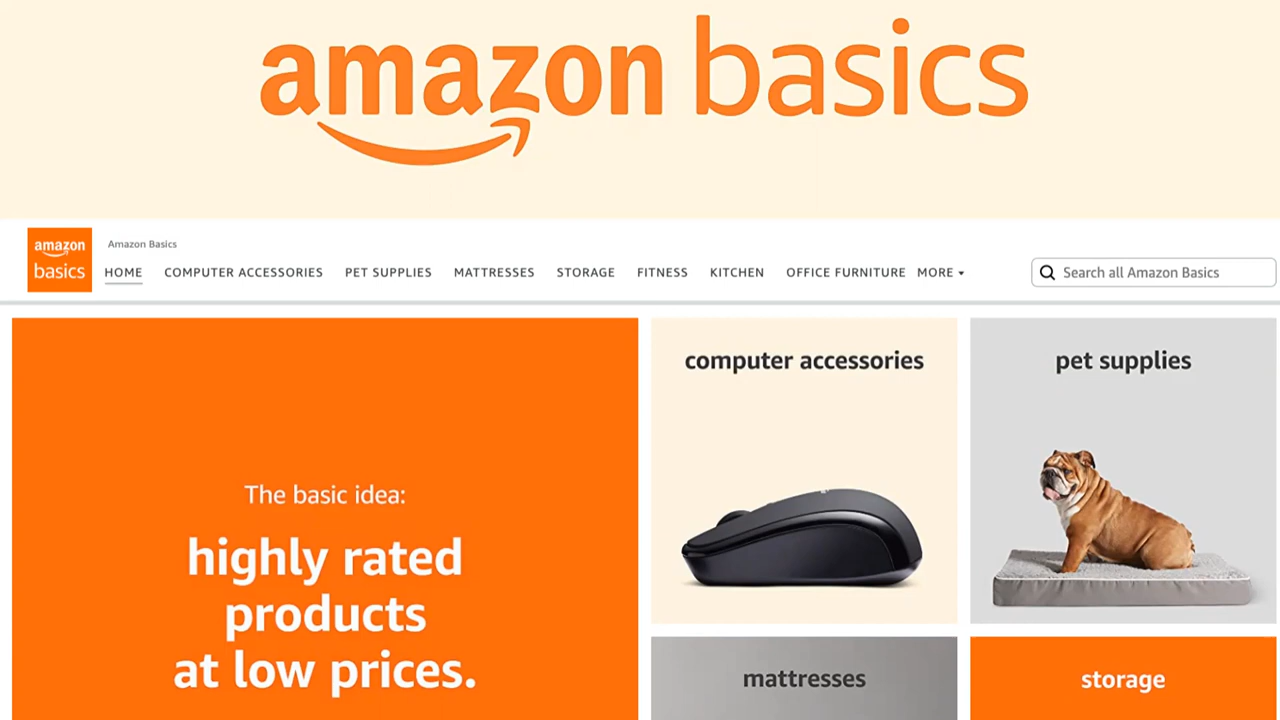 amazon basics
amazon
basics
Amazon Basics
HOME COMPUTER ACCESSORIES PET SUPPLIES MATTRESSES STORAGE FITNESS KITCHEN OFFICE FURNITURE MORE
Search all Amazon Basics
The basic idea:
highly rated
products
at low prices.
computer accessories
pet supplies
mattresses
storage